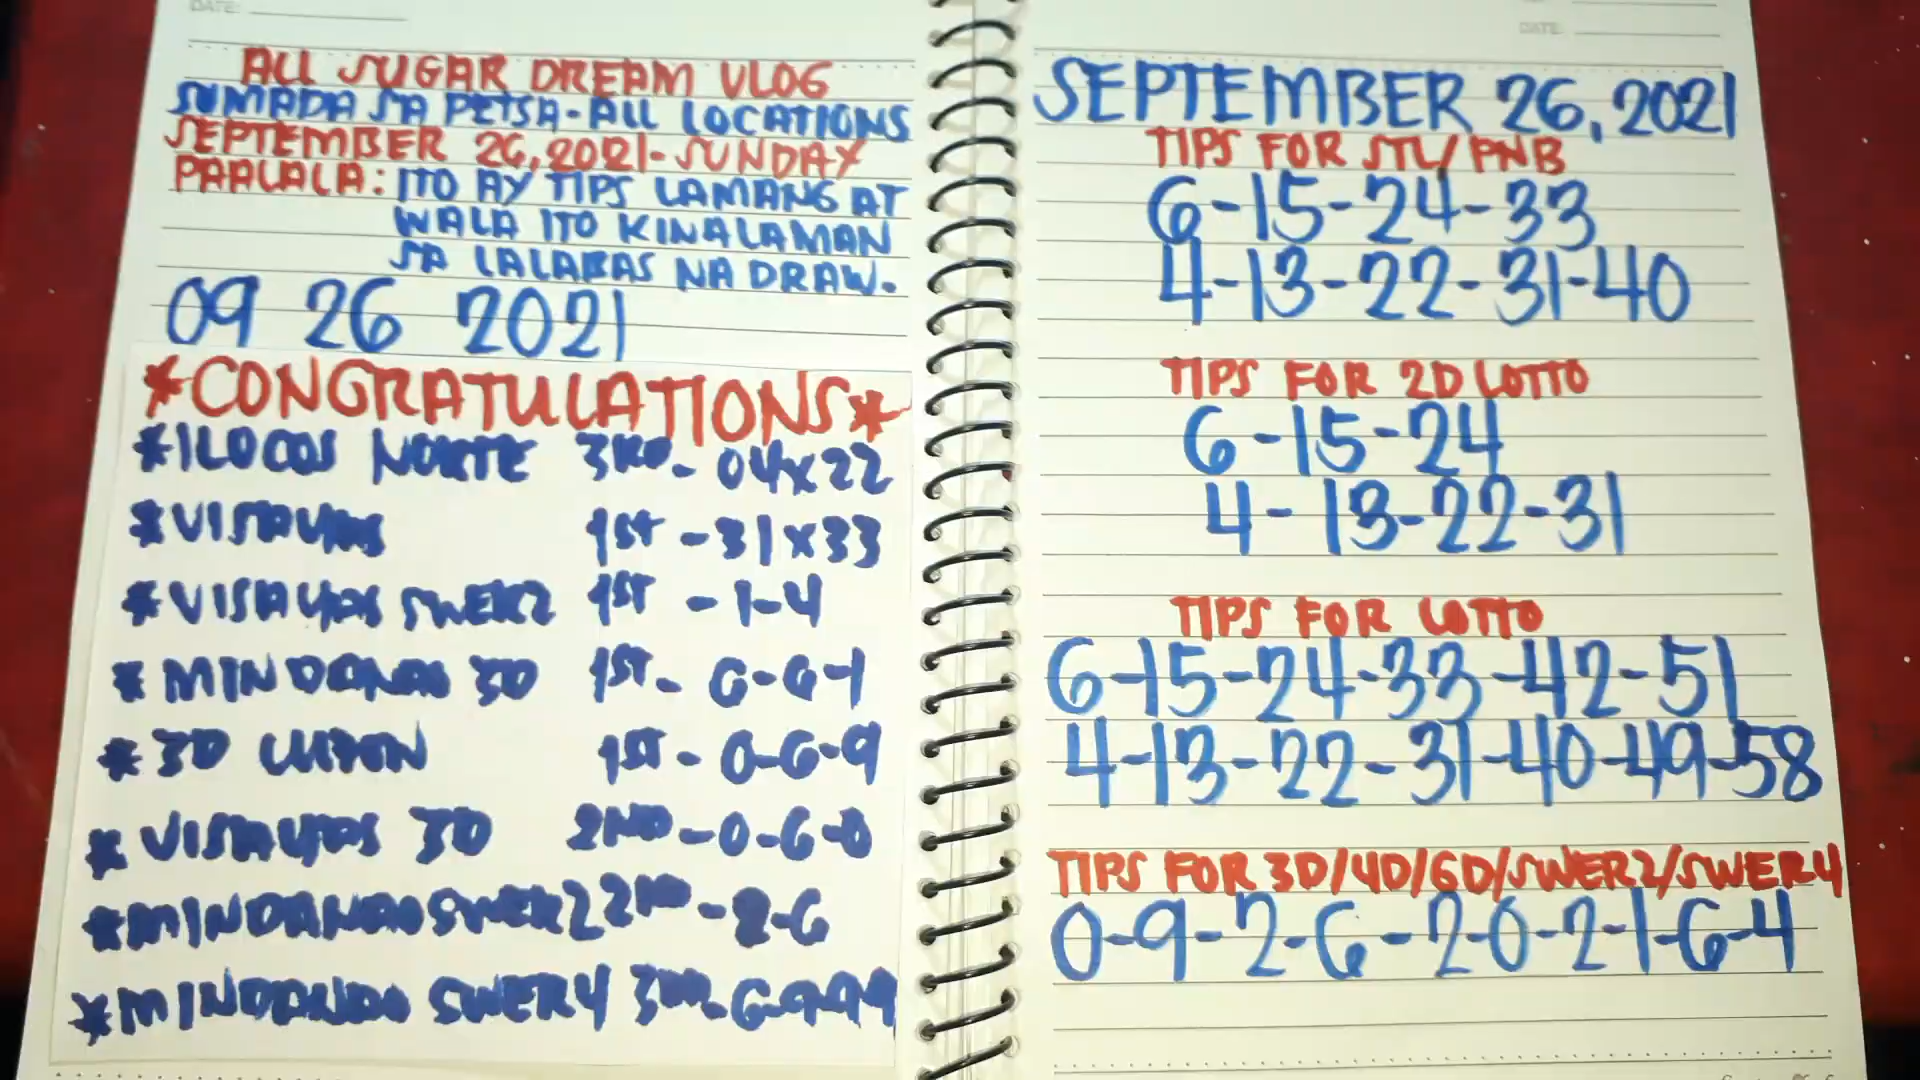 DATE:
ALL SUGAR DREAM VLOG
SUMADA SA PETSA-ALL LOCATIONS
SEPTEMBER 26, 2021-SUNDAY
PAALALA: ITO AY TIPS LAMANG AT
WALA ITO KINALAMAN
SA LALABAS NA DRAW.
09 26 2021
*CONGRATULATIONS*
*ILOCOS NORTE 3RD- 04X22
*VISAYAS 1ST -31X33
*VISAYAS SWER2 1ST -1-4
*MINDANAO 3D 1ST- 6-6-1
*3D LUZON 1ST- 0-6-9
*VISAYAS 3D 2ND-0-6-0
*MINDANAO SWER2 2ND-8-6
*MINDANAO SWER4 3RD-6-9-9-9
DATE:
SEPTEMBER 26, 2021
TIPS FOR STL/PNB
6-15-24-33
4-13-22-31-40
TIPS FOR 2D LOTTO
6-15-24
4-13-22-31
TIPS FOR LOTTO
6-15-24-33-42-51
4-13-22-31-40-49-58
TIPS FOR 3D/4D/6D/SWER2/SWER4
0-9-2-6-2-0-2-1-6-4